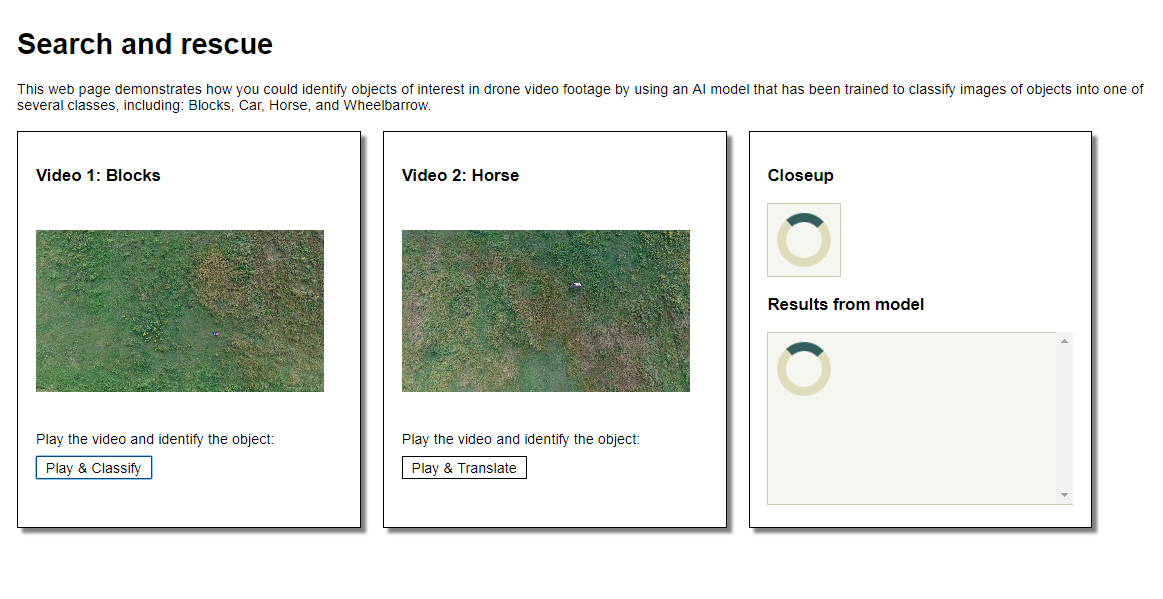 Search and rescue
This web page demonstrates how you could identify objects of interest in drone video footage by using an AI model that has been trained to classify images of objects into one of
several classes, including: Blocks, Car, Horse, and Wheelbarrow.
Video 1: Blocks
Play the video and identify the object:
Play & Classify
Video 2: Horse
Play the video and identify the object:
Play & Translate
Closeup
Results from model